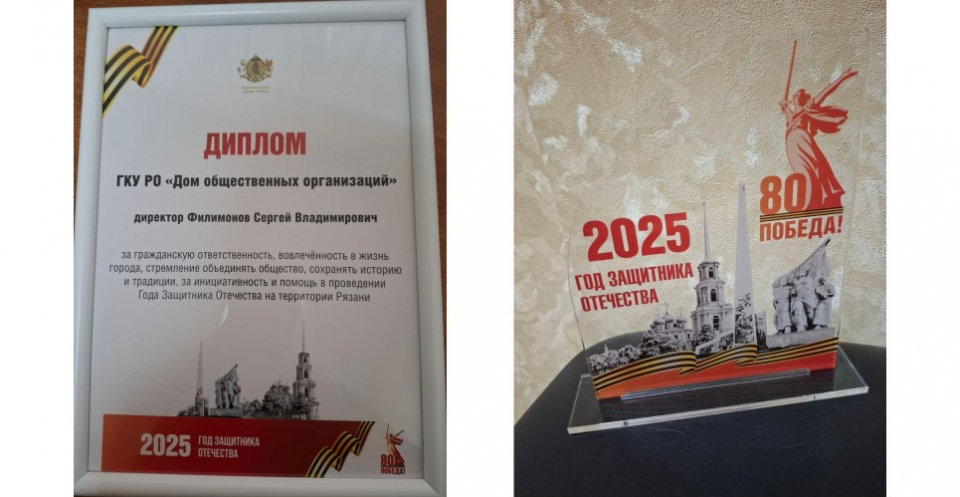 ДИПЛОМ
ГКУ РО «Дом общественных организаций»
директор Филимонов Сергей Владимирович
за гражданскую ответственность, вовлечённость в жизнь
города, стремление объединять общество, сохранять историю
и традиции, за инициативность и помощь в проведении
Года Защитника Отечества на территории Рязани
2025 ГОД ЗАЩИТНИКА
ОТЕЧЕСТВА
80
ПОБЕДА!
80
ПОБЕДА!
2025
ГОД ЗАЩИТНИКА
ОТЕЧЕСТВА